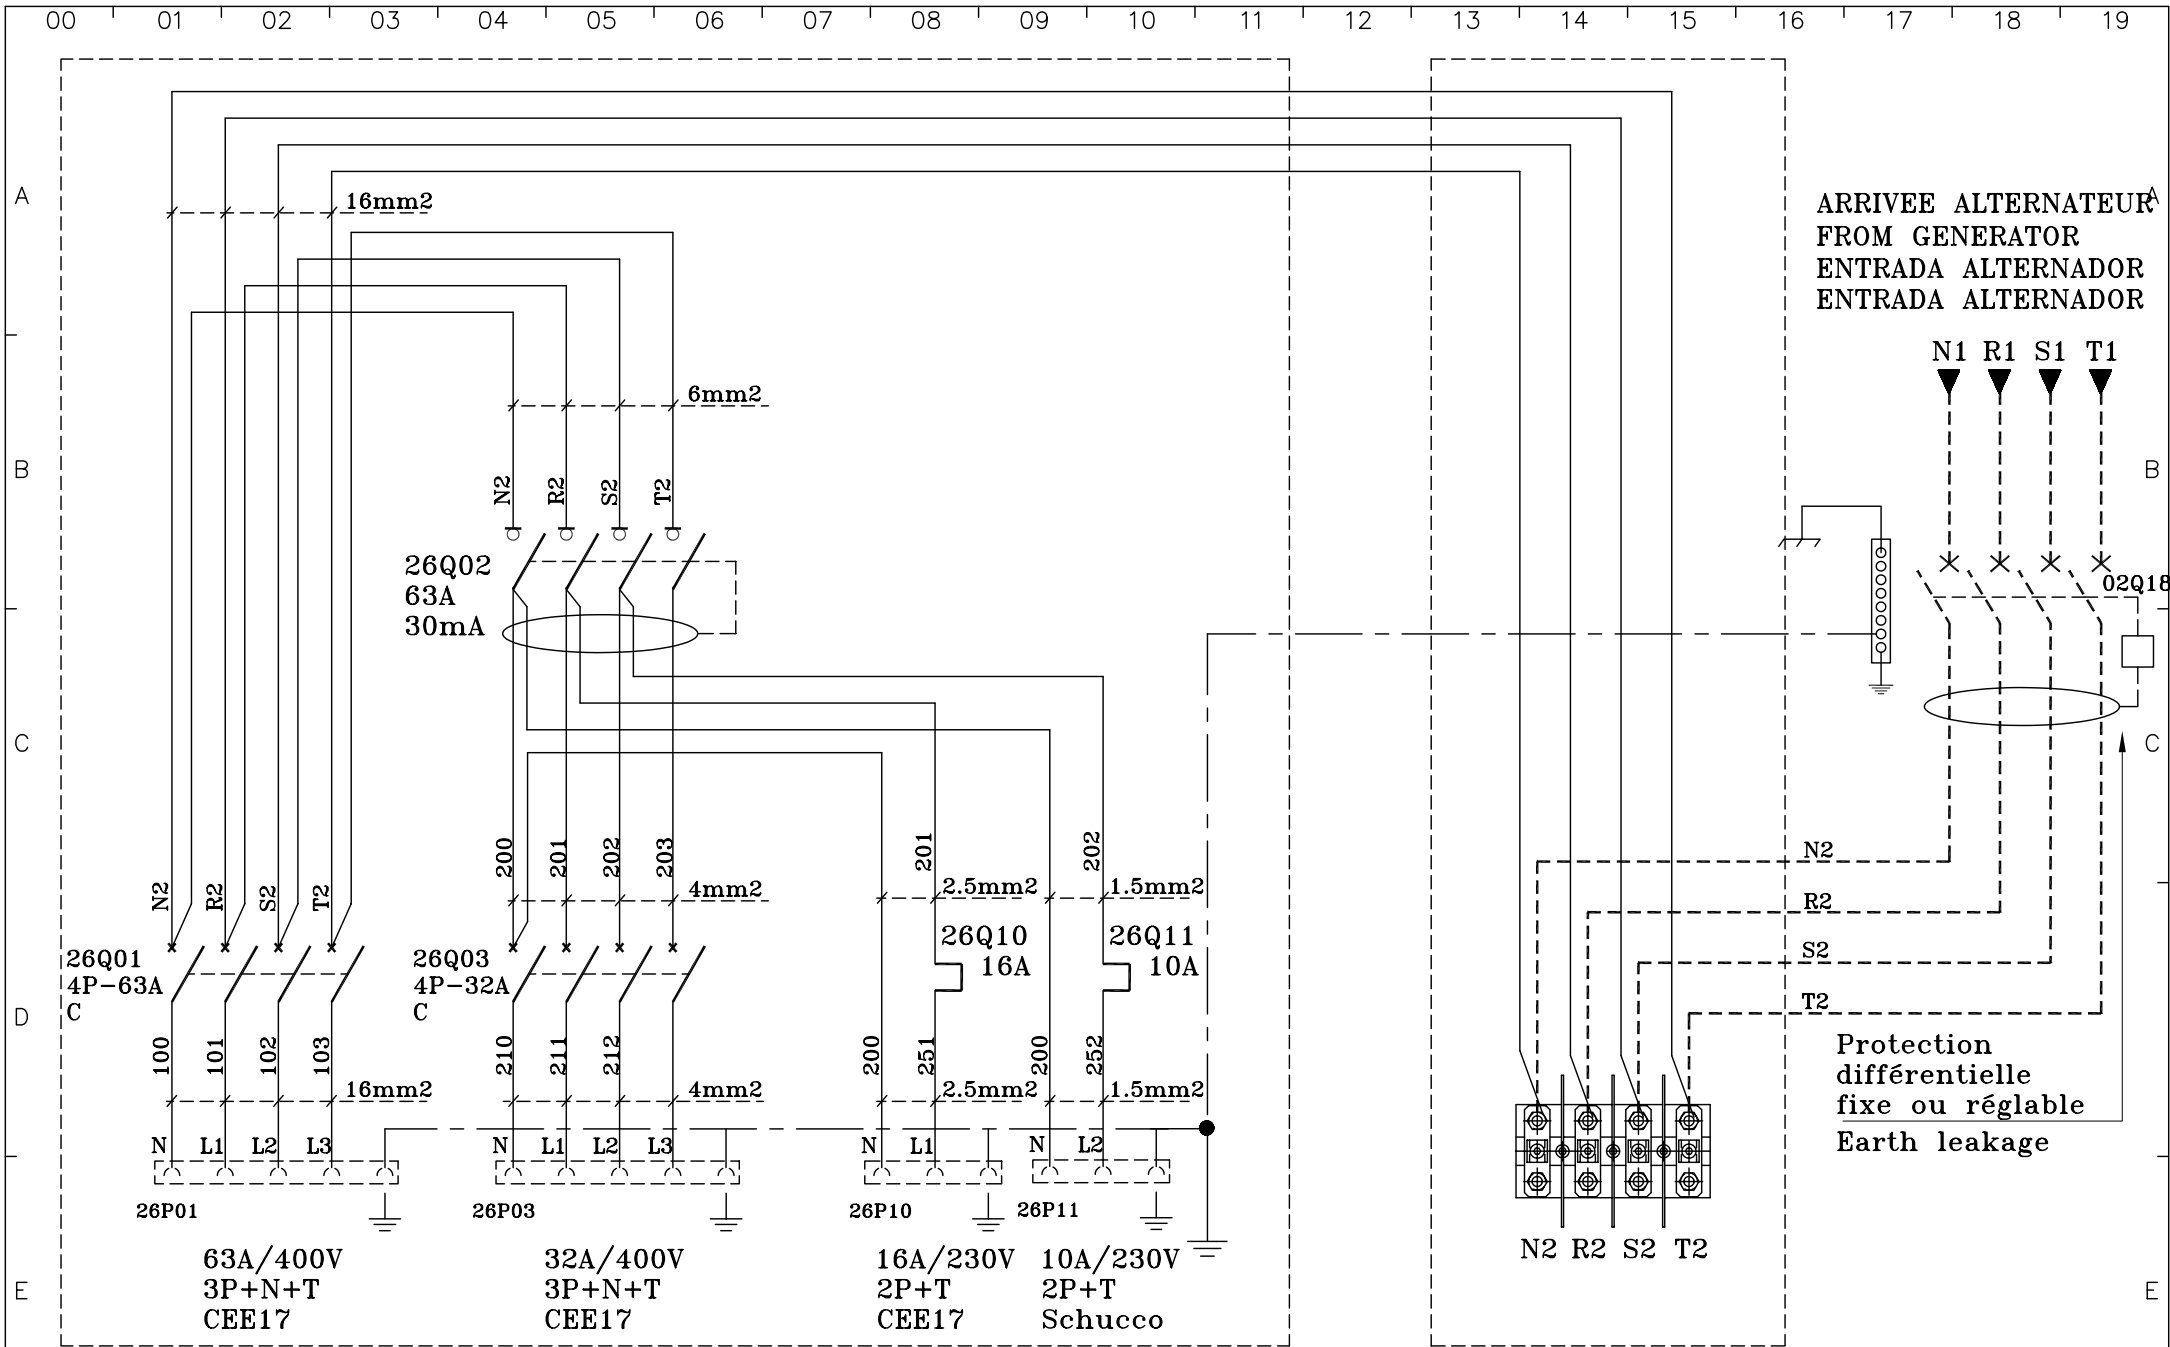 00 01 02 03 04 05 06 07 08 09 10 11 12 13 14 15 16 17 18 19
A
A
16mm2
ARRIVEE ALTERNATEUR
FROM GENERATOR
ENTRADA ALTERNADOR
ENTRADA ALTERNADOR
N1 R1 S1 T1
6mm2
B
B
N2 R2 S2 T2
26Q02
63A
30mA
02Q18
C
C
N2 R2 S2 T2
200 201 202 203
201
202
4mm2
2.5mm2
1.5mm2
N2
R2
S2
T2
26Q01
4P-63A
C
26Q03
4P-32A
C
26Q10
16A
26Q11
10A
D
100 101 102 103
210 211 212
200 251
200 252
16mm2
4mm2
2.5mm2
1.5mm2
Protection
différentielle
fixe ou réglable
Earth leakage
N L1 L2 L3
N L1 L2 L3
N L1
N L2
26P01
26P03
26P10
26P11
63A/400V
3P+N+T
CEE17
32A/400V
3P+N+T
CEE17
16A/230V
2P+T
CEE17
10A/230V
2P+T
Schucco
N2 R2 S2 T2
E
E